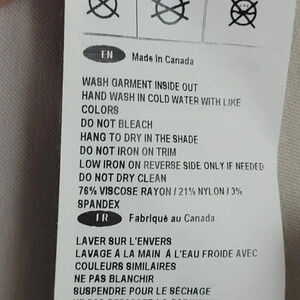 EN Made In Canada
WASH GARMENT INSIDE OUT
HAND WASH IN COLD WATER WITH LIKE
COLORS
DO NOT BLEACH
HANG TO DRY IN THE SHADE
DO NOT IRON ON TRIM
LOW IRON ON REVERSE SIDE ONLY IF NEEDED
DO NOT DRY CLEAN
76% VISCOSE RAYON / 21% NYLON / 3%
SPANDEX
FR Fabriqué au Canada
LAVER SUR L'ENVERS
LAVAGE À LA MAIN À L'EAU FROIDE AVEC
COULEURS SIMILAIRES
NE PAS BLANCHIR
SUSPENDRE POUR LE SÉCHAGE